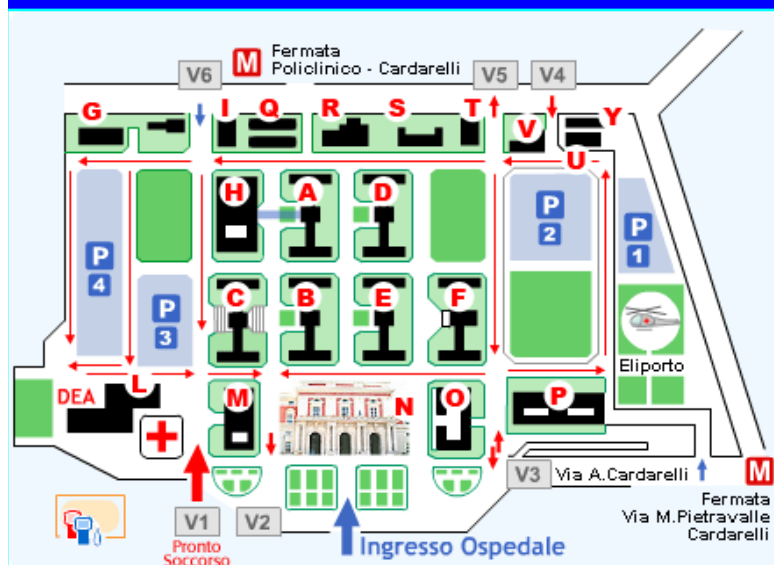 M Fermata
Policlinico - Cardarelli
V6
V5
V4
G
I
Q
R
S
T
V
Y
U
H
A
D
P
2
P
1
P
4
P
3
C
B
E
F
Eliporto
DEA
L
M
N
O
P
V3
Via A.Cardarelli
M
Fermata
Via M.Pietravalle
Cardarelli
V1
V2
Pronto
Soccorso
Ingresso Ospedale